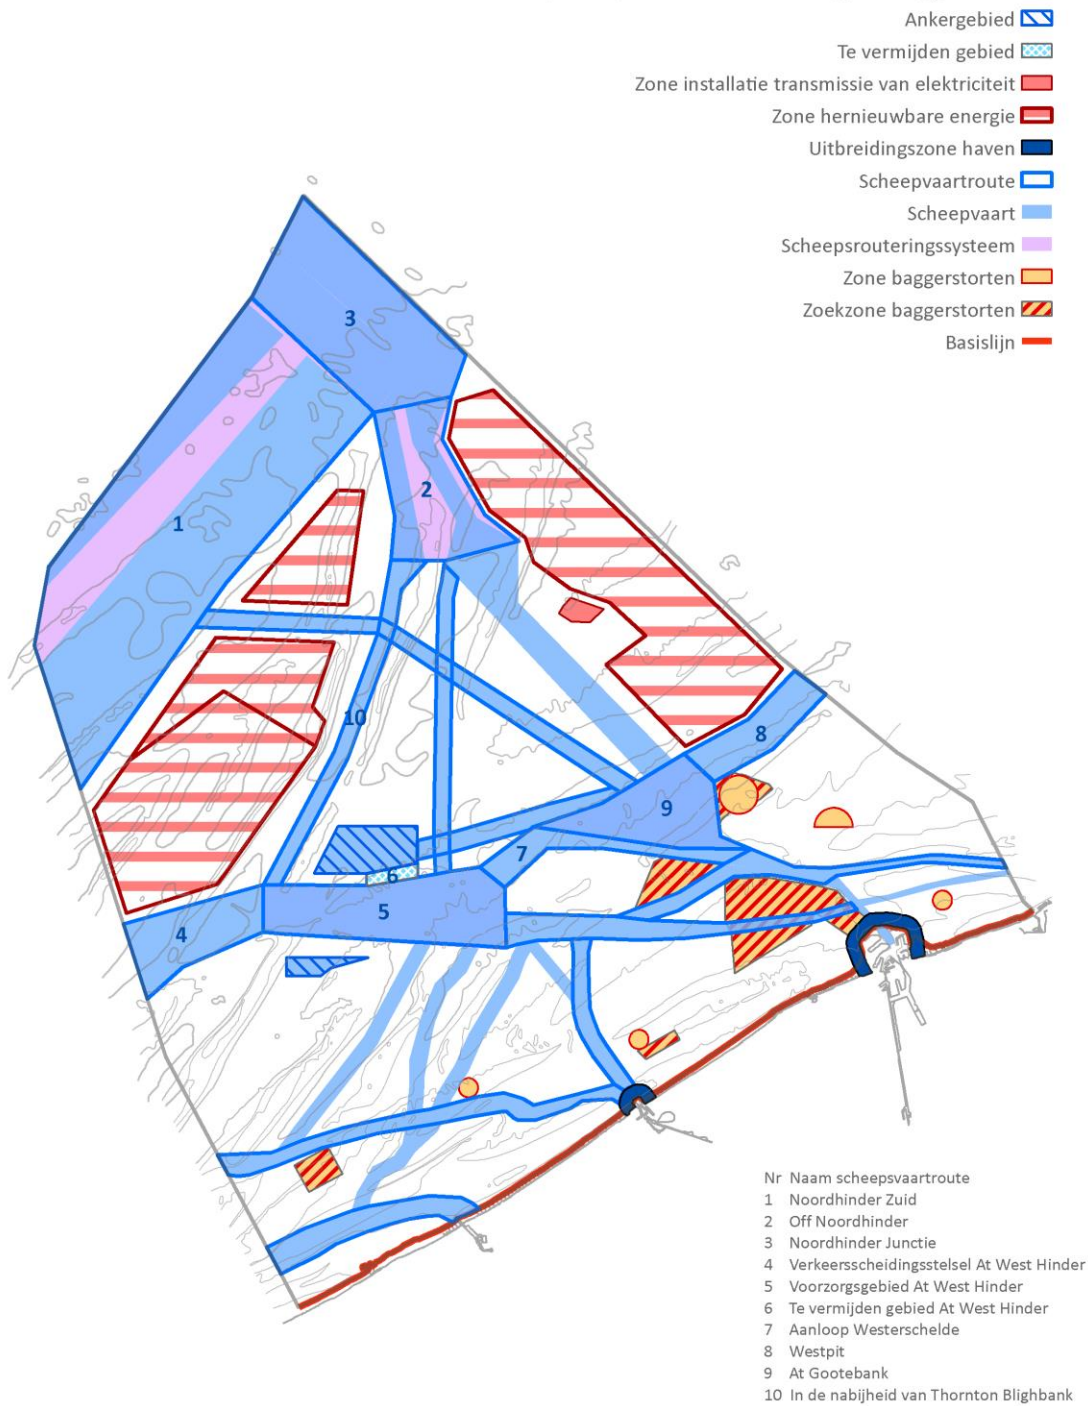 Ankergebied
Te vermijden gebied
Zone installatie transmissie van elektriciteit
Zone hernieuwbare energie
Uitbreidingszone haven
Scheepvaartroute
Scheepvaart
Scheepsrouteringssysteem
Zone baggerstorten
Zoekzone baggerstorten
Basislijn
3
2
1
10
8
9
7
6
5
4
Nr Naam scheepsvaartroute
1 Noordhinder Zuid
2 Off Noordhinder
3 Noordhinder Junctie
4 Verkeersscheidingsstelsel At West Hinder
5 Voorzorgsgebied At West Hinder
6 Te vermijden gebied At West Hinder
7 Aanloop Westerschelde
8 Westpit
9 At Gootebank
10 In de nabijheid van Thornton Blighbank